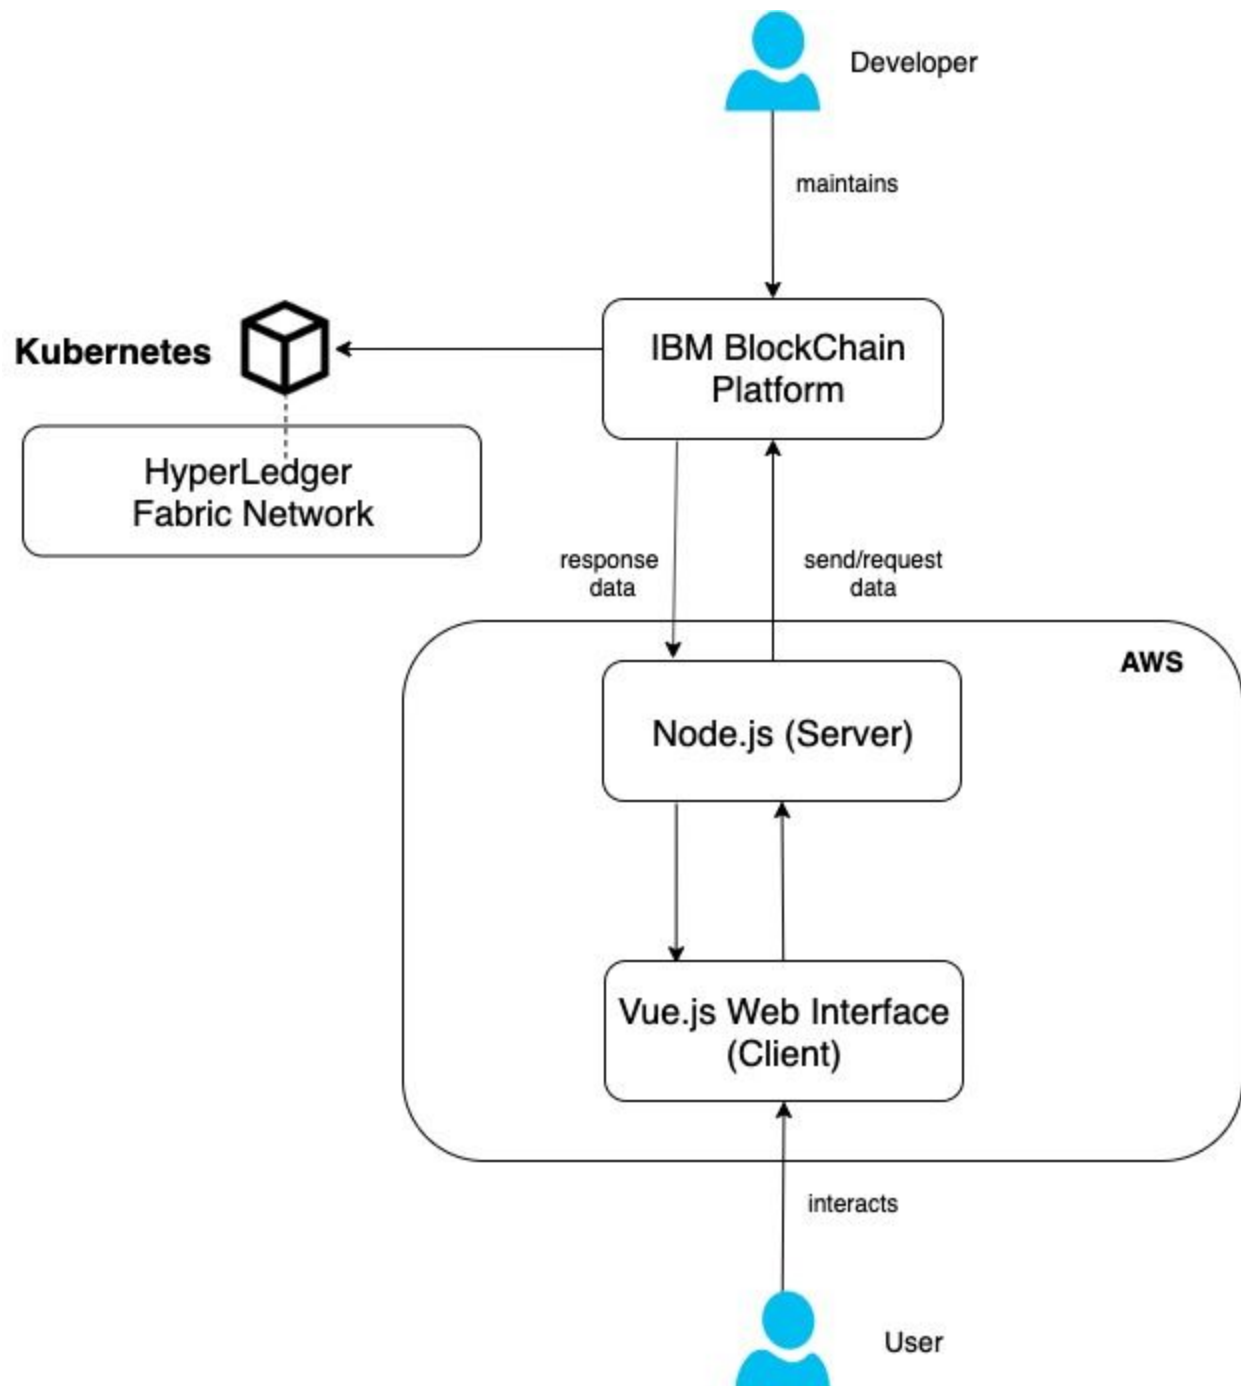 Developer
maintains
Kubernetes
IBM BlockChain
Platform
HyperLedger
Fabric Network
response
data
send/request
data
AWS
Node.js (Server)
Vue.js Web Interface
(Client)
interacts
User